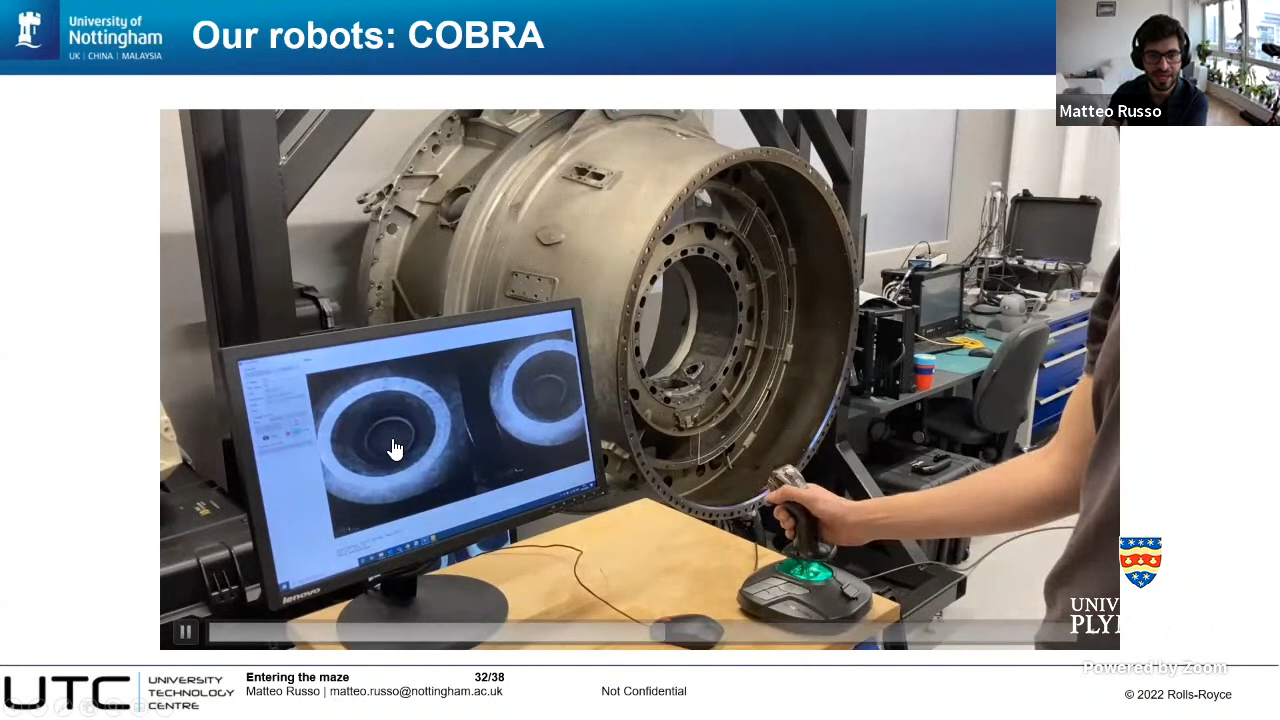 University of
Nottingham
UK | CHINA | MALAYSIA
Our robots: COBRA
Matteo Russo
lenovo
UNIV
PLY
Powered by Zoom
UTC
UNIVERSITY
TECHNOLOGY
CENTRE
Entering the maze
32/38
Matteo Russo | matteo.russo@nottingham.ac.uk
Not Confidential
© 2022 Rolls-Royce